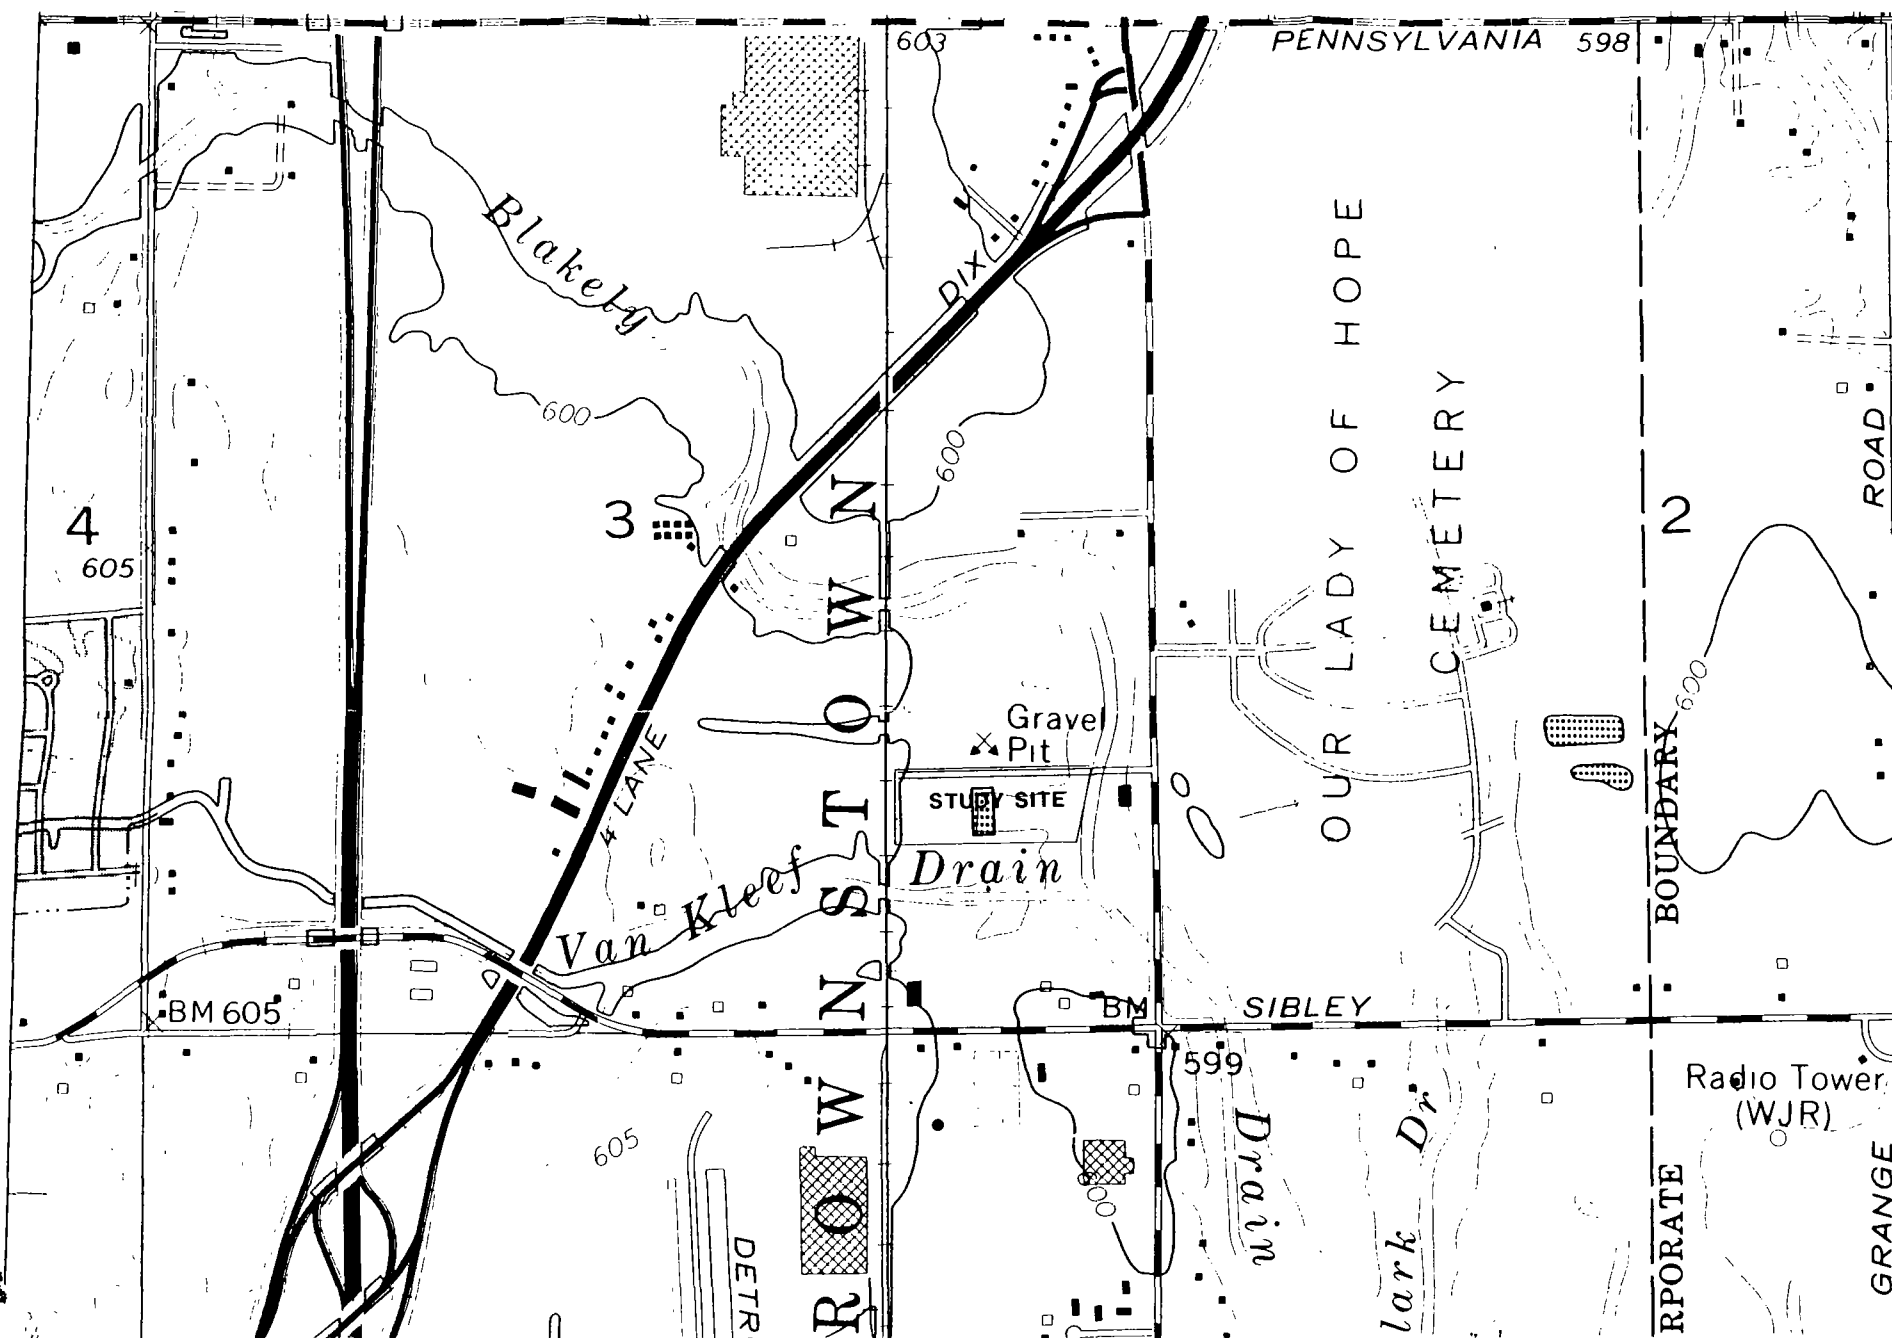 603
PENNSYLVANIA 598
Blakely
DIX
600
600
4
605
3
2
ROAD
OUR LADY OF HOPE
CEMETERY
600
Gravel
Pit
4 LANE
STUDY SITE
Drain
Van Kleef
BOUNDARY
BM 605
BM
SIBLEY
599
Radio Tower
(WJR)
605
Drain
lark Dr
DETR
ROWNSTOWN
RPORATE
GRANGE